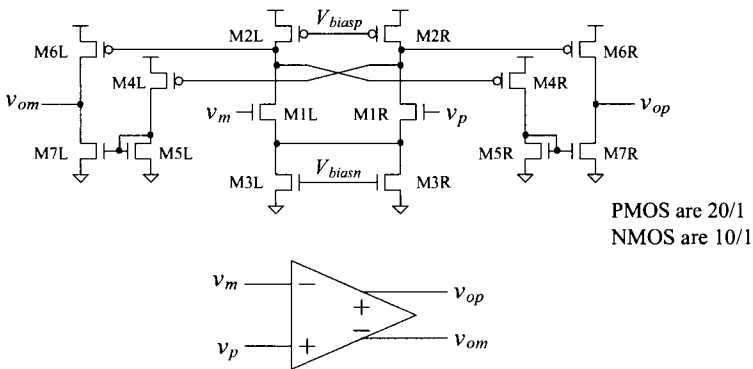 V_biasp
M6L M2L M2R M6R
M4L M4R
v_om v_m M1L M1R v_p v_op
M7L M5L V_biasn M5R M7R
M3L M3R
PMOS are 20/1
NMOS are 10/1
v_m − + v_op
v_p + − v_om